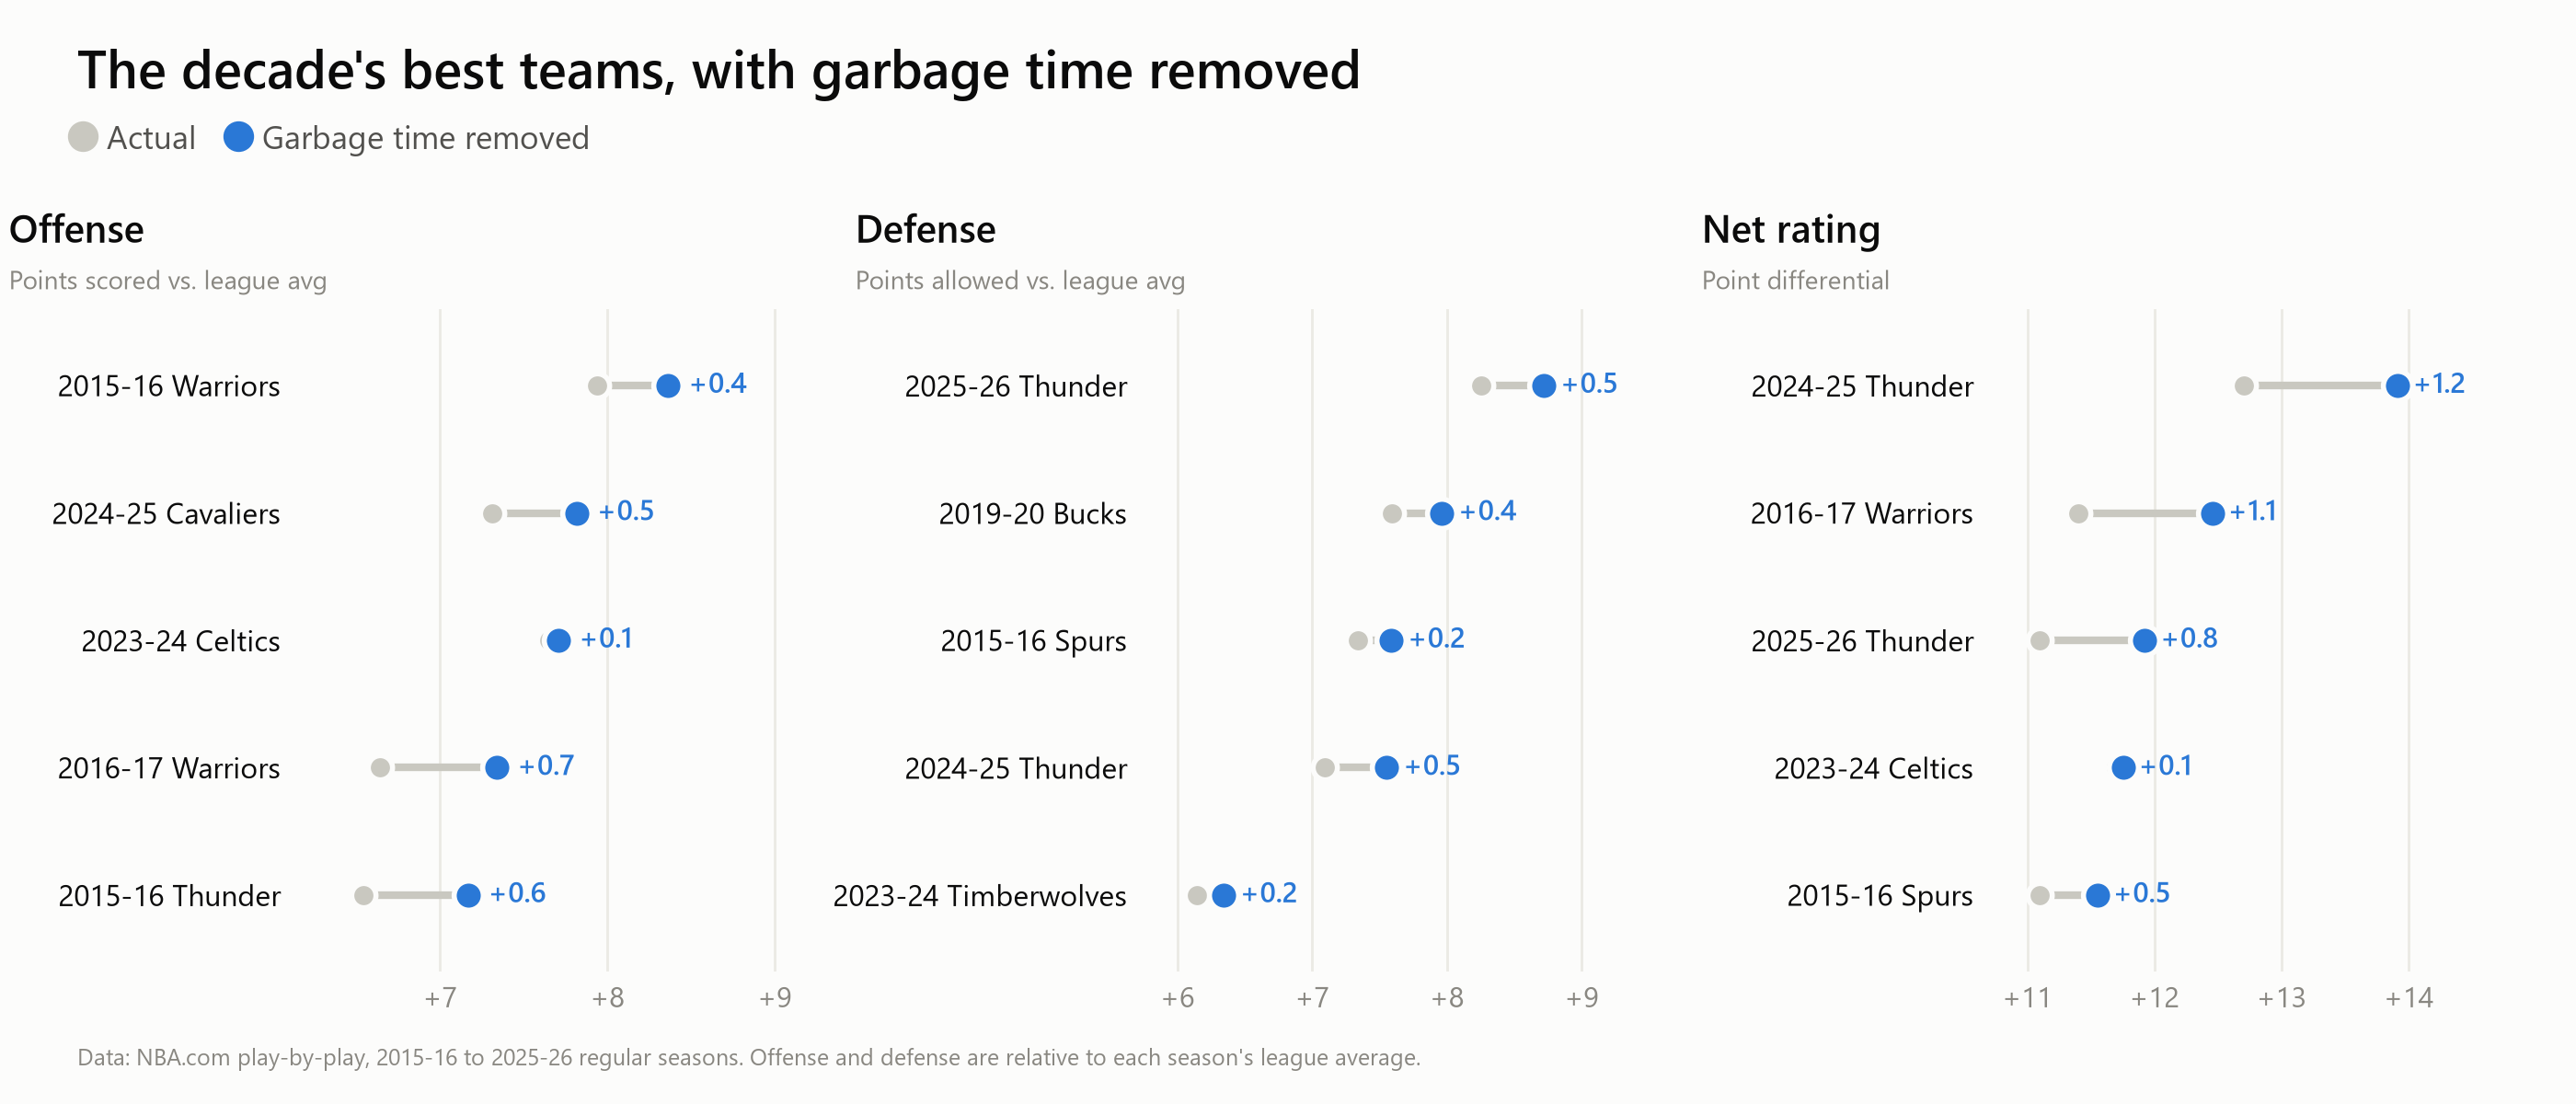 The decade's best teams, with garbage time removed
Actual Garbage time removed
Offense
Points scored vs. league avg
2015-16 Warriors +0.4
2024-25 Cavaliers +0.5
2023-24 Celtics +0.1
2016-17 Warriors +0.7
2015-16 Thunder +0.6
+7 +8 +9
Defense
Points allowed vs. league avg
2025-26 Thunder +0.5
2019-20 Bucks +0.4
2015-16 Spurs +0.2
2024-25 Thunder +0.5
2023-24 Timberwolves +0.2
+6 +7 +8 +9
Net rating
Point differential
2024-25 Thunder +1.2
2016-17 Warriors +1.1
2025-26 Thunder +0.8
2023-24 Celtics +0.1
2015-16 Spurs +0.5
+11 +12 +13 +14
Data: NBA.com play-by-play, 2015-16 to 2025-26 regular seasons. Offense and defense are relative to each season's league average.